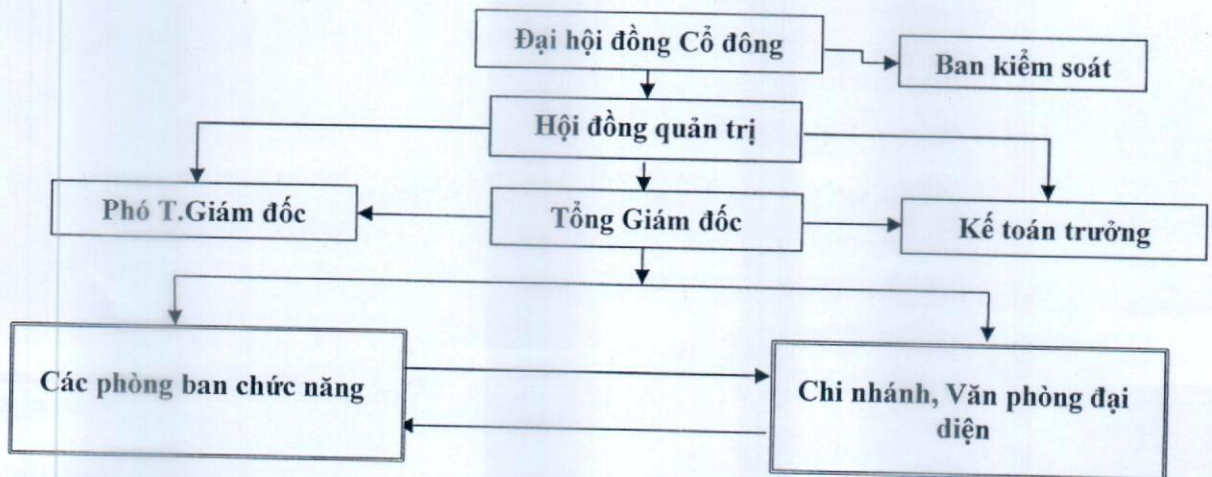 Đại hội đồng Cổ đông
Ban kiểm soát
Hội đồng quản trị
Phó T.Giám đốc
Tổng Giám đốc
Kế toán trưởng
Các phòng ban chức năng
Chi nhánh, Văn phòng đại
diện